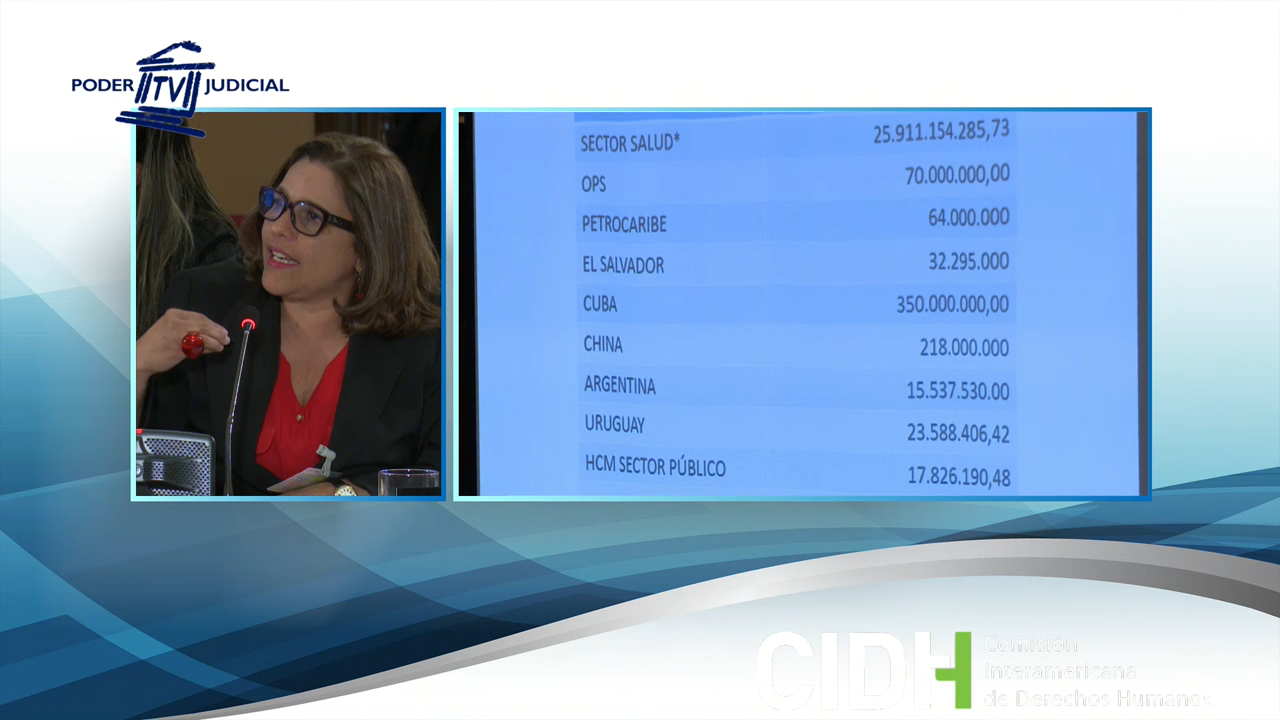 PODER TV JUDICIAL
SECTOR SALUD* 25.911.154.285,73
OPS 70.000.000,00
PETROCARIBE 64.000.000
EL SALVADOR 32.295.000
CUBA 350.000.000,00
CHINA 218.000.000
ARGENTINA 15.537.530.00
URUGUAY 23.588.406,42
HCM SECTOR PÚBLICO 17.826.190,48
CIDH
Comisión
Interamericana
de Derechos Humanos